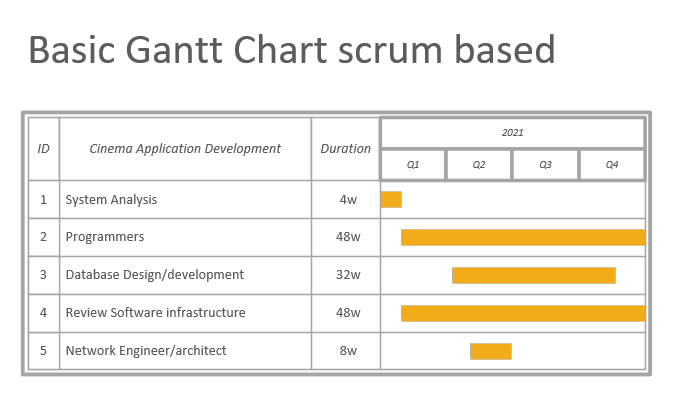 Basic Gantt Chart scrum based
ID Cinema Application Development Duration 2021
Q1 Q2 Q3 Q4
1 System Analysis 4w
2 Programmers 48w
3 Database Design/development 32w
4 Review Software infrastructure 48w
5 Network Engineer/architect 8w